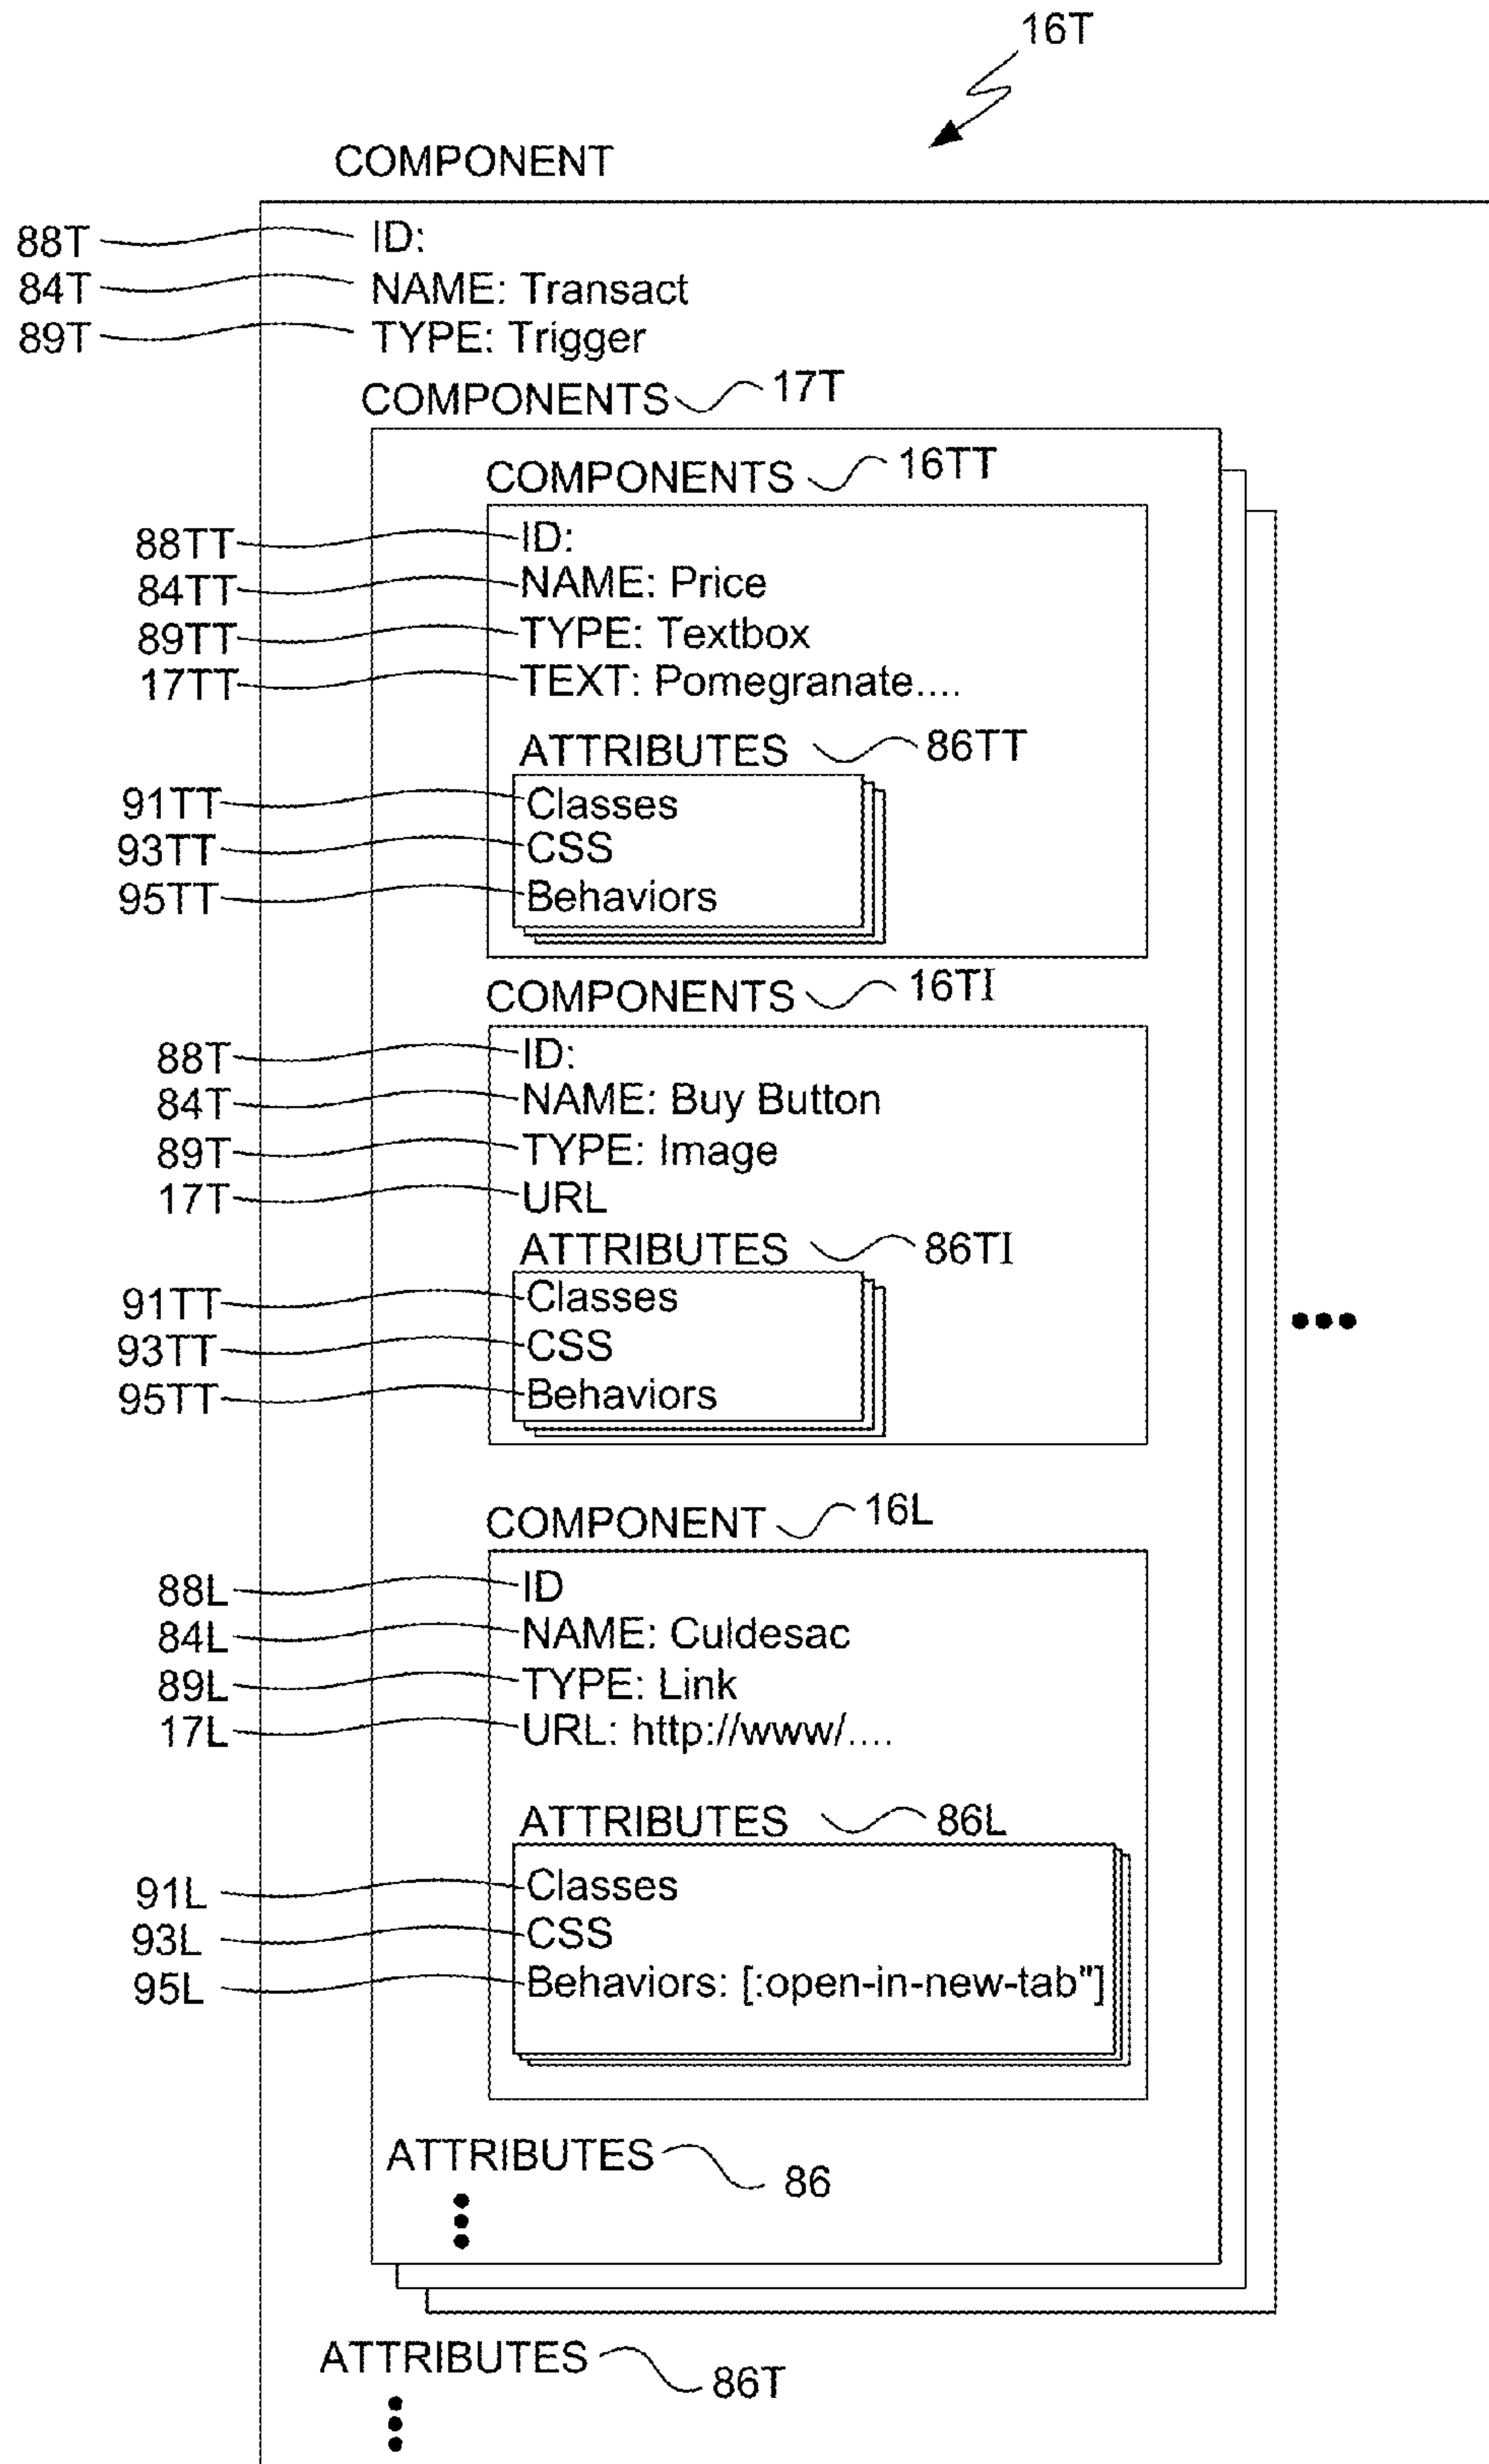 16T
COMPONENT
88T ID:
84T NAME: Transact
89T TYPE: Trigger
COMPONENTS 17T
COMPONENTS 16TT
88TT ID:
84TT NAME: Price
89TT TYPE: Textbox
17TT TEXT: Pomegranate....
ATTRIBUTES 86TT
91TT Classes
93TT CSS
95TT Behaviors
COMPONENTS 16TI
88T ID:
84T NAME: Buy Button
89T TYPE: Image
17T URL
ATTRIBUTES 86TI
91TT Classes
93TT CSS
95TT Behaviors
COMPONENT 16L
88L ID
84L NAME: Culdesac
89L TYPE: Link
17L URL: http://www/....
ATTRIBUTES 86L
91L Classes
93L CSS
95L Behaviors: [:open-in-new-tab"]
ATTRIBUTES 86
ATTRIBUTES 86T